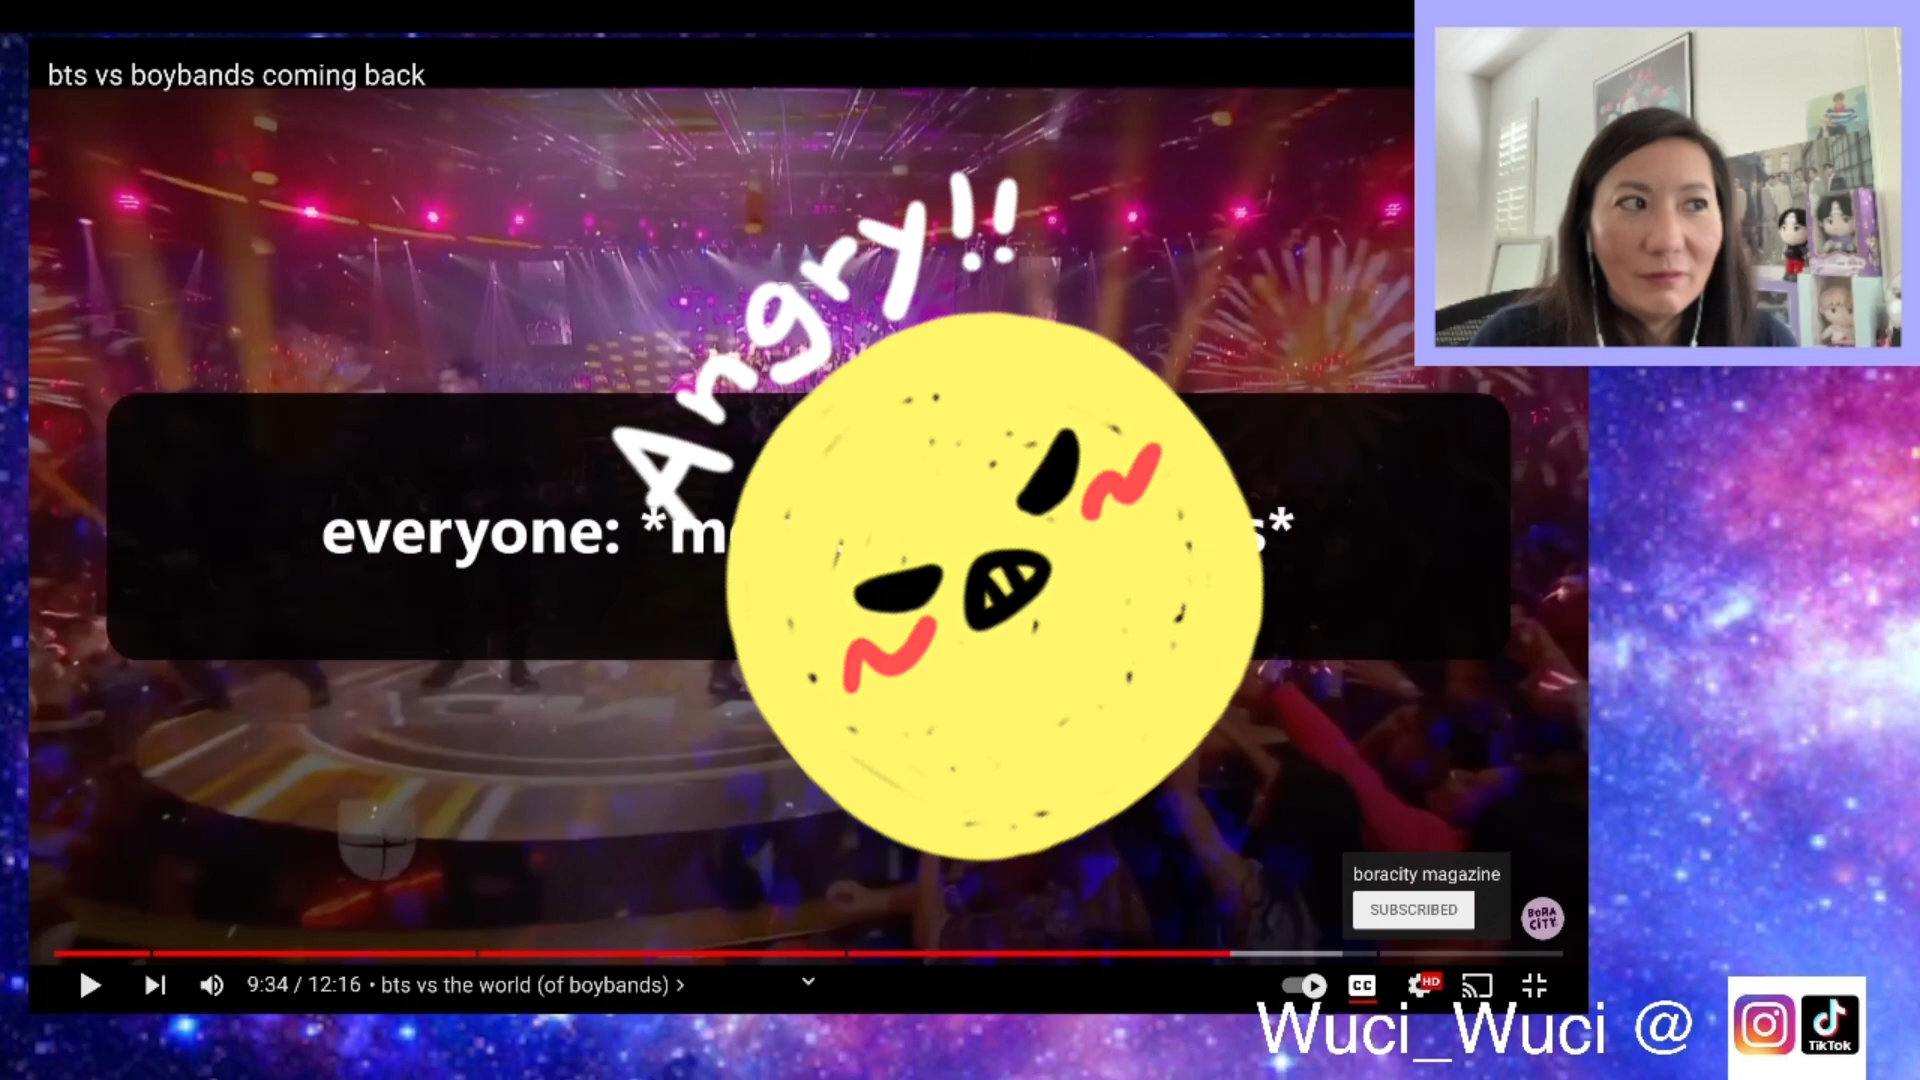 bts vs boybands coming back
Angry!!
everyone: *m s*
boracity magazine
SUBSCRIBED
BORA
CITY
9:34 / 12:16 • bts vs the world (of boybands) >
CC
HD
Wuci_Wuci @
TikTok